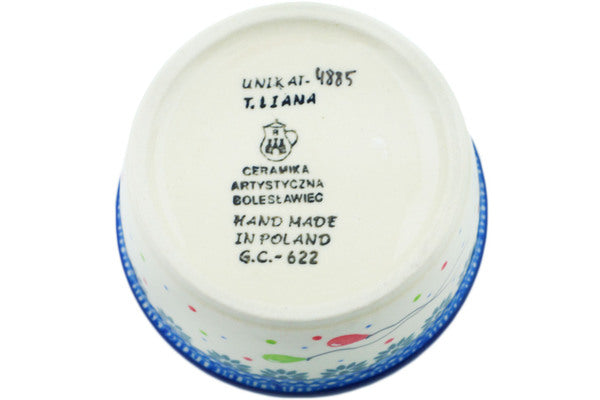 UNIKAT-4885
T.LIANA
CERAMIKA
ARTYSTYCZNA
BOLESŁAWIEC
HAND MADE
IN POLAND
G.C.-622